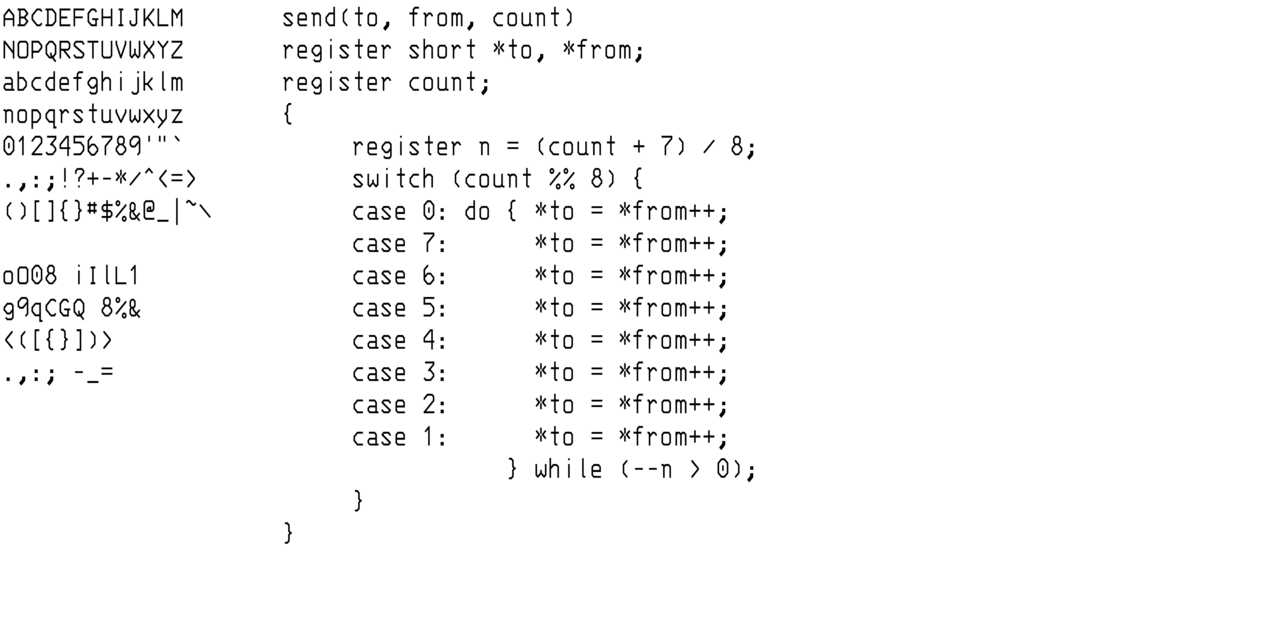 ABCDEFGHIJKLM
NOPQRSTUVWXYZ
abcdefghijklm
nopqrstuvwxyz
0123456789'"`
.,:;!?+-*/^<=>
()[]{}#$%&@_|~\
oO08 iIlL1
g9qCGQ 8%&
<([{}])>
.,:; -_=
send(to, from, count)
register short *to, *from;
register count;
{
     register n = (count + 7) / 8;
     switch (count %% 8) {
     case 0: do { *to = *from++;
     case 7:      *to = *from++;
     case 6:      *to = *from++;
     case 5:      *to = *from++;
     case 4:      *to = *from++;
     case 3:      *to = *from++;
     case 2:      *to = *from++;
     case 1:      *to = *from++;
                } while (--n > 0);
     }
}